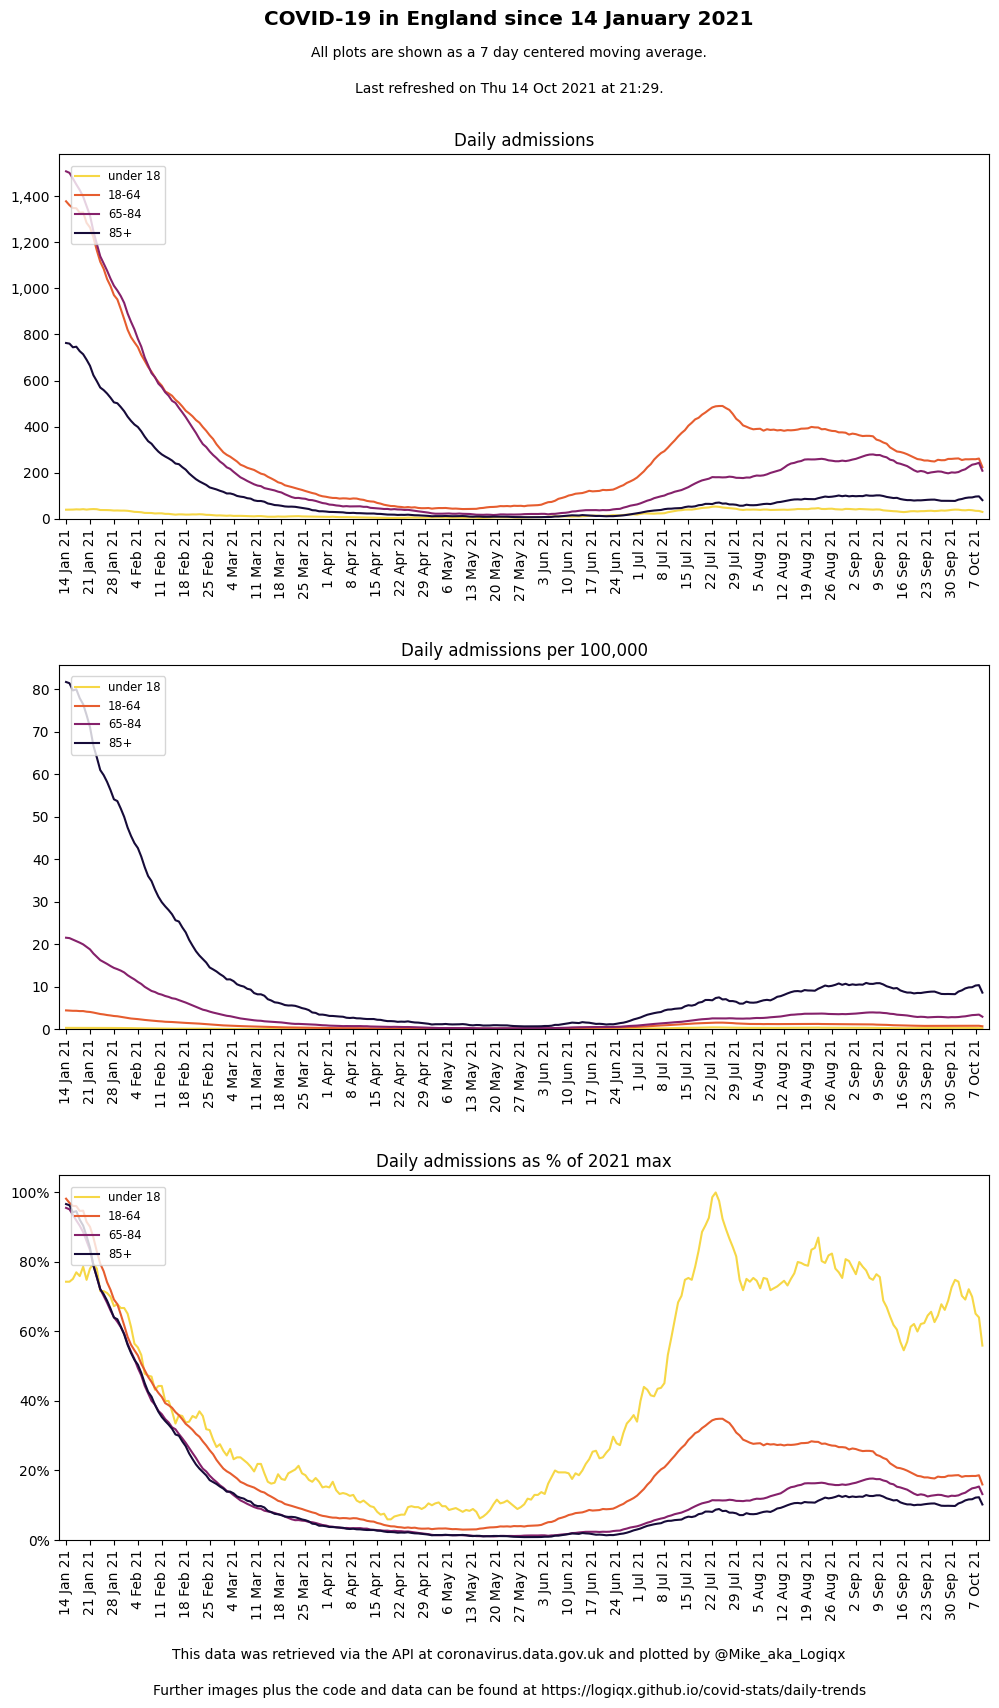 COVID-19 in England since 14 January 2021
All plots are shown as a 7 day centered moving average.
Last refreshed on Thu 14 Oct 2021 at 21:29.
Daily admissions
under 18
18-64
65-84
85+
1,400
1,200
1,000
800
600
400
200
0
14 Jan 21
21 Jan 21
28 Jan 21
4 Feb 21
11 Feb 21
18 Feb 21
25 Feb 21
4 Mar 21
11 Mar 21
18 Mar 21
25 Mar 21
1 Apr 21
8 Apr 21
15 Apr 21
22 Apr 21
29 Apr 21
6 May 21
13 May 21
20 May 21
27 May 21
3 Jun 21
10 Jun 21
17 Jun 21
24 Jun 21
1 Jul 21
8 Jul 21
15 Jul 21
22 Jul 21
29 Jul 21
5 Aug 21
12 Aug 21
19 Aug 21
26 Aug 21
2 Sep 21
9 Sep 21
16 Sep 21
23 Sep 21
30 Sep 21
7 Oct 21
Daily admissions per 100,000
under 18
18-64
65-84
85+
80
70
60
50
40
30
20
10
0
14 Jan 21
21 Jan 21
28 Jan 21
4 Feb 21
11 Feb 21
18 Feb 21
25 Feb 21
4 Mar 21
11 Mar 21
18 Mar 21
25 Mar 21
1 Apr 21
8 Apr 21
15 Apr 21
22 Apr 21
29 Apr 21
6 May 21
13 May 21
20 May 21
27 May 21
3 Jun 21
10 Jun 21
17 Jun 21
24 Jun 21
1 Jul 21
8 Jul 21
15 Jul 21
22 Jul 21
29 Jul 21
5 Aug 21
12 Aug 21
19 Aug 21
26 Aug 21
2 Sep 21
9 Sep 21
16 Sep 21
23 Sep 21
30 Sep 21
7 Oct 21
Daily admissions as % of 2021 max
under 18
18-64
65-84
85+
100%
80%
60%
40%
20%
0%
14 Jan 21
21 Jan 21
28 Jan 21
4 Feb 21
11 Feb 21
18 Feb 21
25 Feb 21
4 Mar 21
11 Mar 21
18 Mar 21
25 Mar 21
1 Apr 21
8 Apr 21
15 Apr 21
22 Apr 21
29 Apr 21
6 May 21
13 May 21
20 May 21
27 May 21
3 Jun 21
10 Jun 21
17 Jun 21
24 Jun 21
1 Jul 21
8 Jul 21
15 Jul 21
22 Jul 21
29 Jul 21
5 Aug 21
12 Aug 21
19 Aug 21
26 Aug 21
2 Sep 21
9 Sep 21
16 Sep 21
23 Sep 21
30 Sep 21
7 Oct 21
This data was retrieved via the API at coronavirus.data.gov.uk and plotted by @Mike_aka_Logiqx
Further images plus the code and data can be found at https://logiqx.github.io/covid-stats/daily-trends